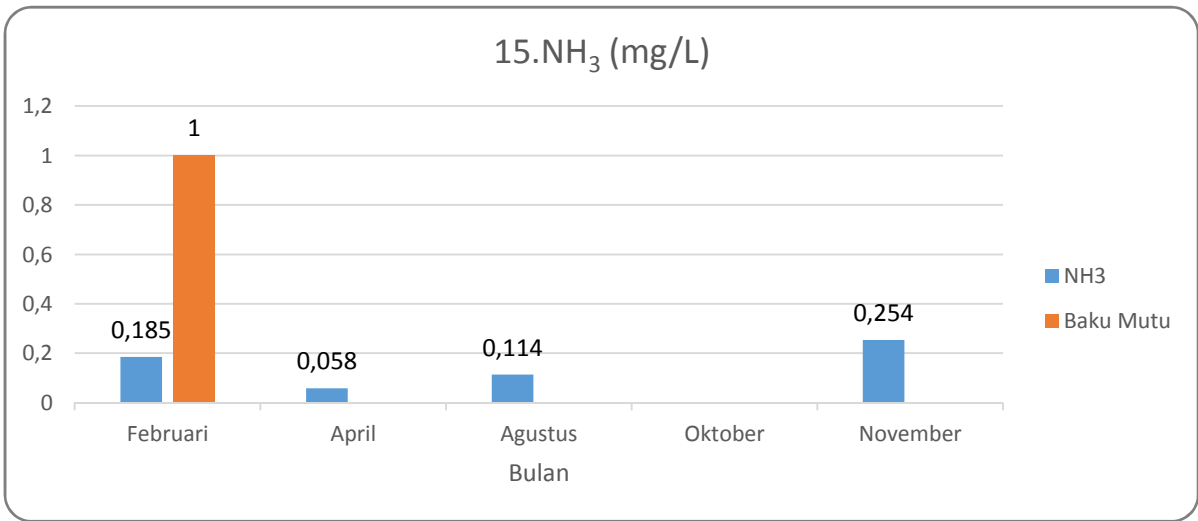 15.NH₃ (mg/L)
1,2
1
0,8
0,6
0,4
0,2
0
0,185
1
0,058
0,114
0,254
Februari
April
Agustus
Oktober
November
Bulan
NH3
Baku Mutu